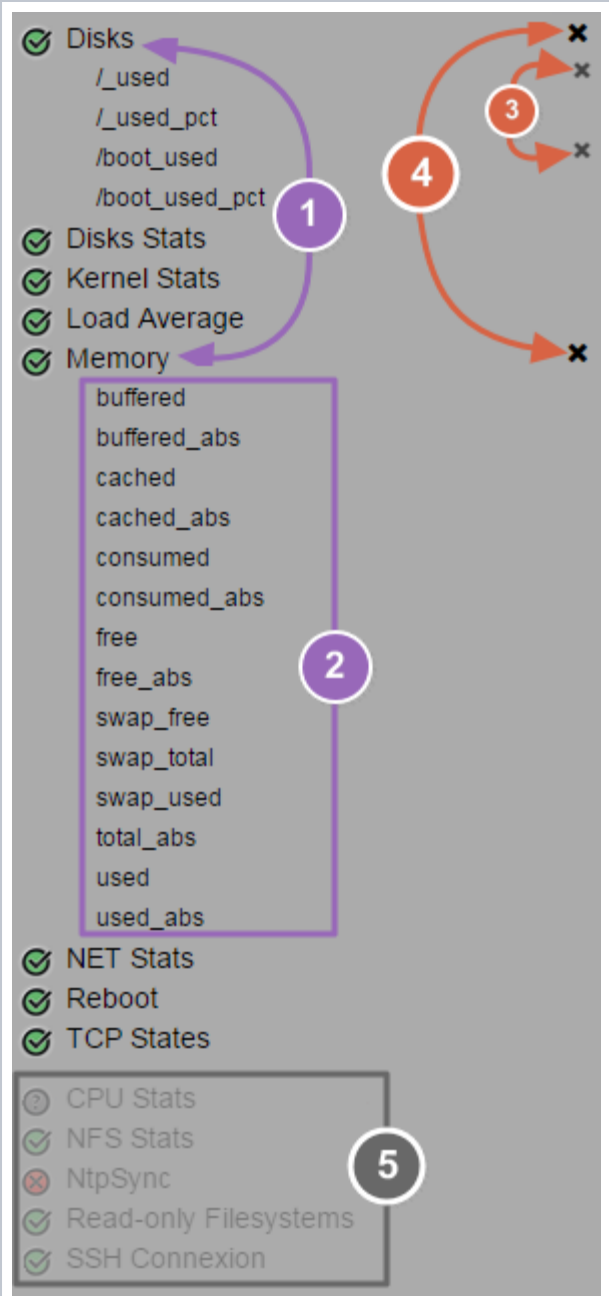 Disks
/_used
/_used_pct
/boot_used
/boot_used_pct
3
4
1
Disks Stats
Kernel Stats
Load Average
Memory
buffered
buffered_abs
cached
cached_abs
consumed
consumed_abs
free
free_abs
swap_free
swap_total
swap_used
total_abs
used
used_abs
2
NET Stats
Reboot
TCP States
CPU Stats
NFS Stats
NtpSync
Read-only Filesystems
SSH Connexion
5